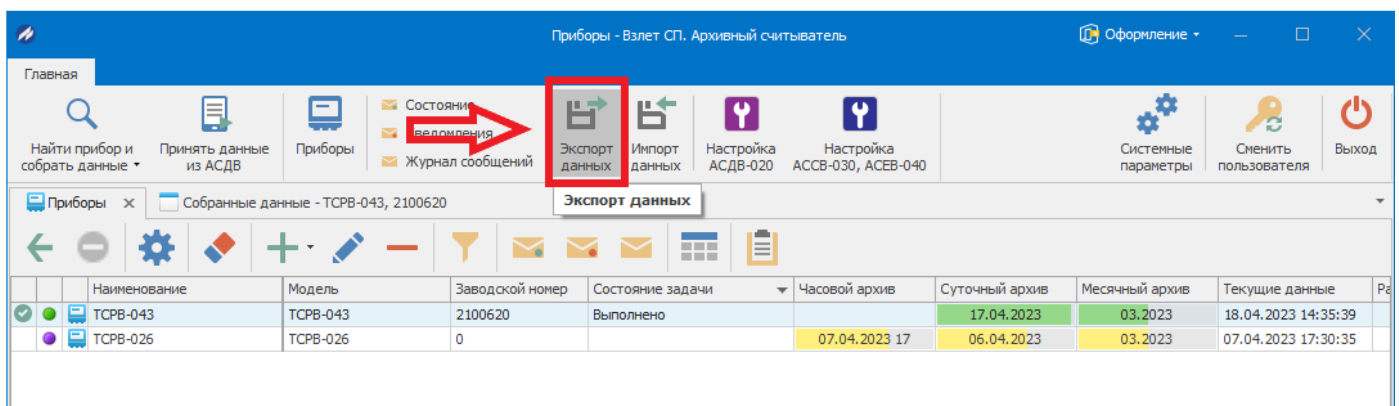 Приборы - Взлет СП. Архивный считыватель
Оформление
Главная
Найти прибор и
собрать данные
Принять данные
из АСДВ
Приборы
Состояние
Уведомления
Журнал сообщений
Экспорт
данных
Импорт
данных
Настройка
АСДВ-020
Настройка
АССВ-030, АСЕВ-040
Системные
параметры
Сменить
пользователя
Выход
Экспорт данных
Приборы
Собранные данные - ТСРВ-043, 2100620
Наименование Модель Заводской номер Состояние задачи Часовой архив Суточный архив Месячный архив Текущие данные
ТСРВ-043 ТСРВ-043 2100620 Выполнено 17.04.2023 03.2023 18.04.2023 14:35:39
ТСРВ-026 ТСРВ-026 0 07.04.2023 17 06.04.2023 03.2023 07.04.2023 17:30:35